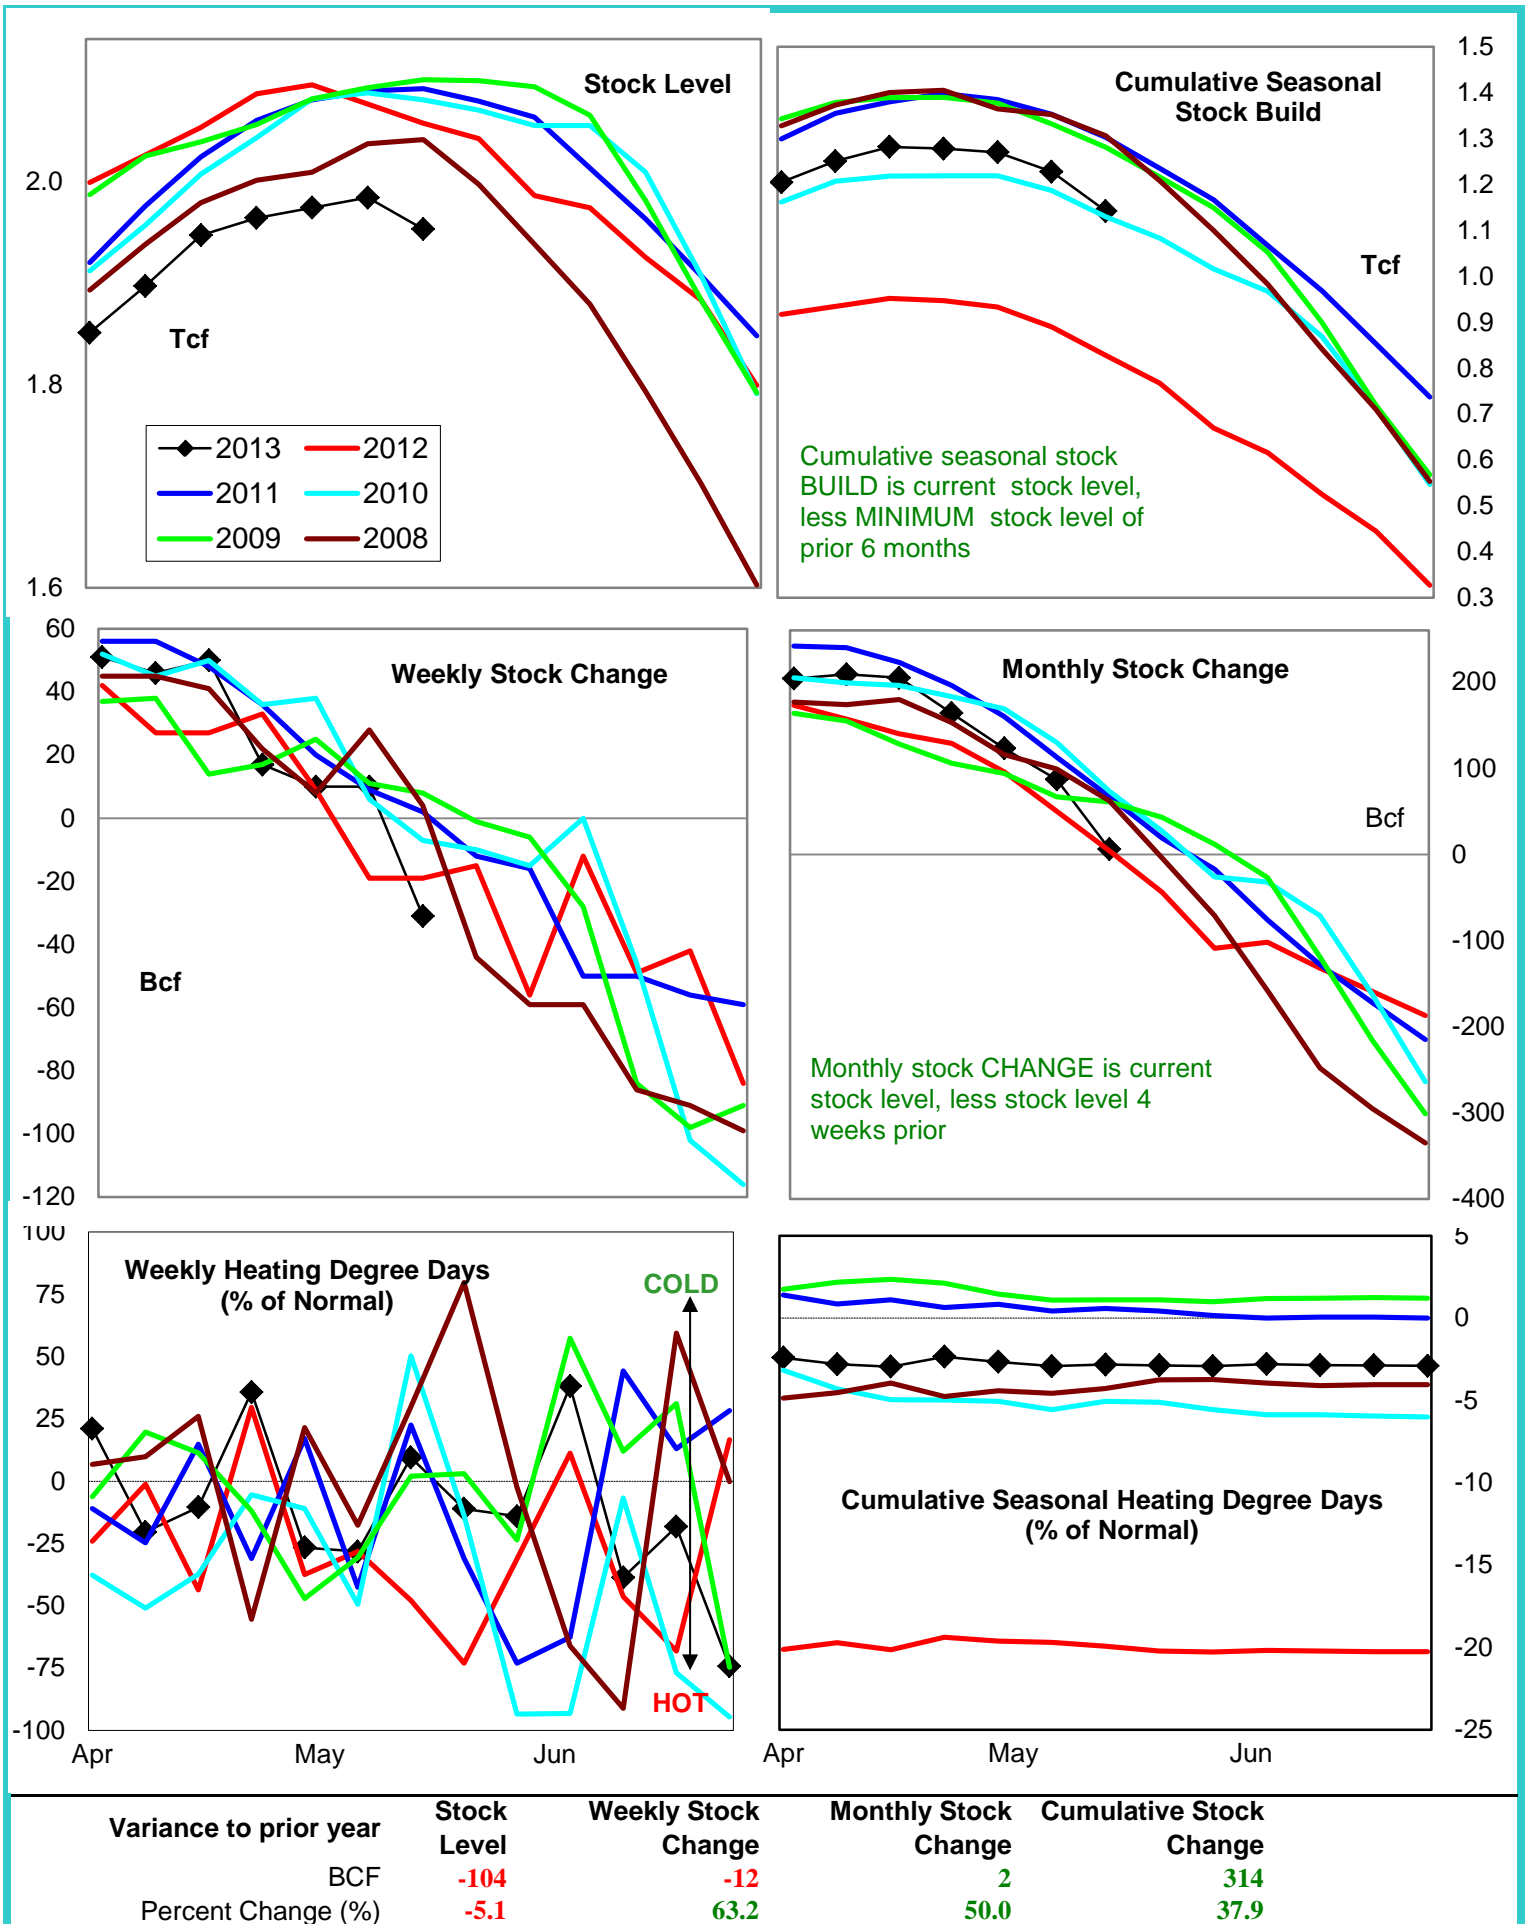 Stock Level
2.0
1.8
1.6
Tcf
2013
2012
2011
2010
2009
2008
Cumulative Seasonal
Stock Build
1.5
1.4
1.3
1.2
1.1
1.0
0.9
0.8
0.7
0.6
0.5
0.4
0.3
Tcf
Cumulative seasonal stock
BUILD is current stock level,
less MINIMUM stock level of
prior 6 months
Weekly Stock Change
60
40
20
0
-20
-40
-60
-80
-100
-120
Bcf
Monthly Stock Change
200
100
0
-100
-200
-300
-400
Bcf
Monthly stock CHANGE is current
stock level, less stock level 4
weeks prior
Weekly Heating Degree Days
(% of Normal)
100
75
50
25
0
-25
-50
-75
-100
COLD
HOT
Apr May Jun
Cumulative Seasonal Heating Degree Days
(% of Normal)
5
0
-5
-10
-15
-20
-25
Apr May Jun
Variance to prior year
Stock Level
Weekly Stock Change
Monthly Stock Change
Cumulative Stock Change
BCF -104 -12 2 314
Percent Change (%) -5.1 63.2 50.0 37.9